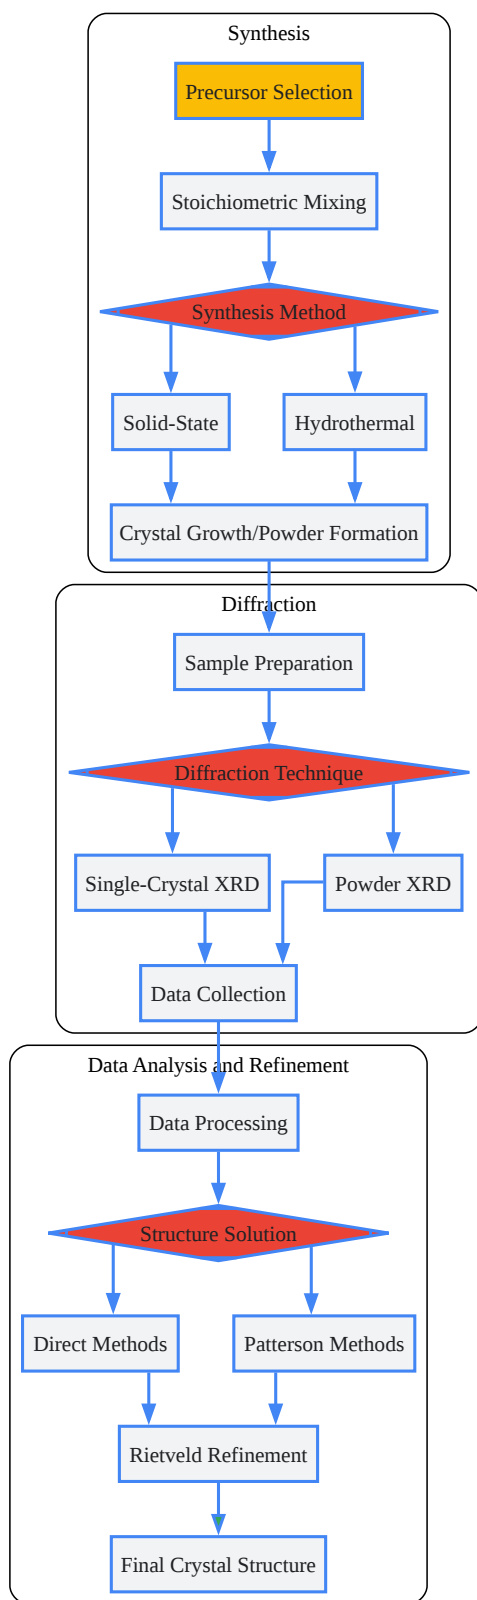 Synthesis
Precursor Selection
Stoichiometric Mixing
Synthesis Method
Solid-State
Hydrothermal
Crystal Growth/Powder Formation
Diffraction
Sample Preparation
Diffraction Technique
Single-Crystal XRD
Powder XRD
Data Collection
Data Analysis and Refinement
Data Processing
Structure Solution
Direct Methods
Patterson Methods
Rietveld Refinement
Final Crystal Structure